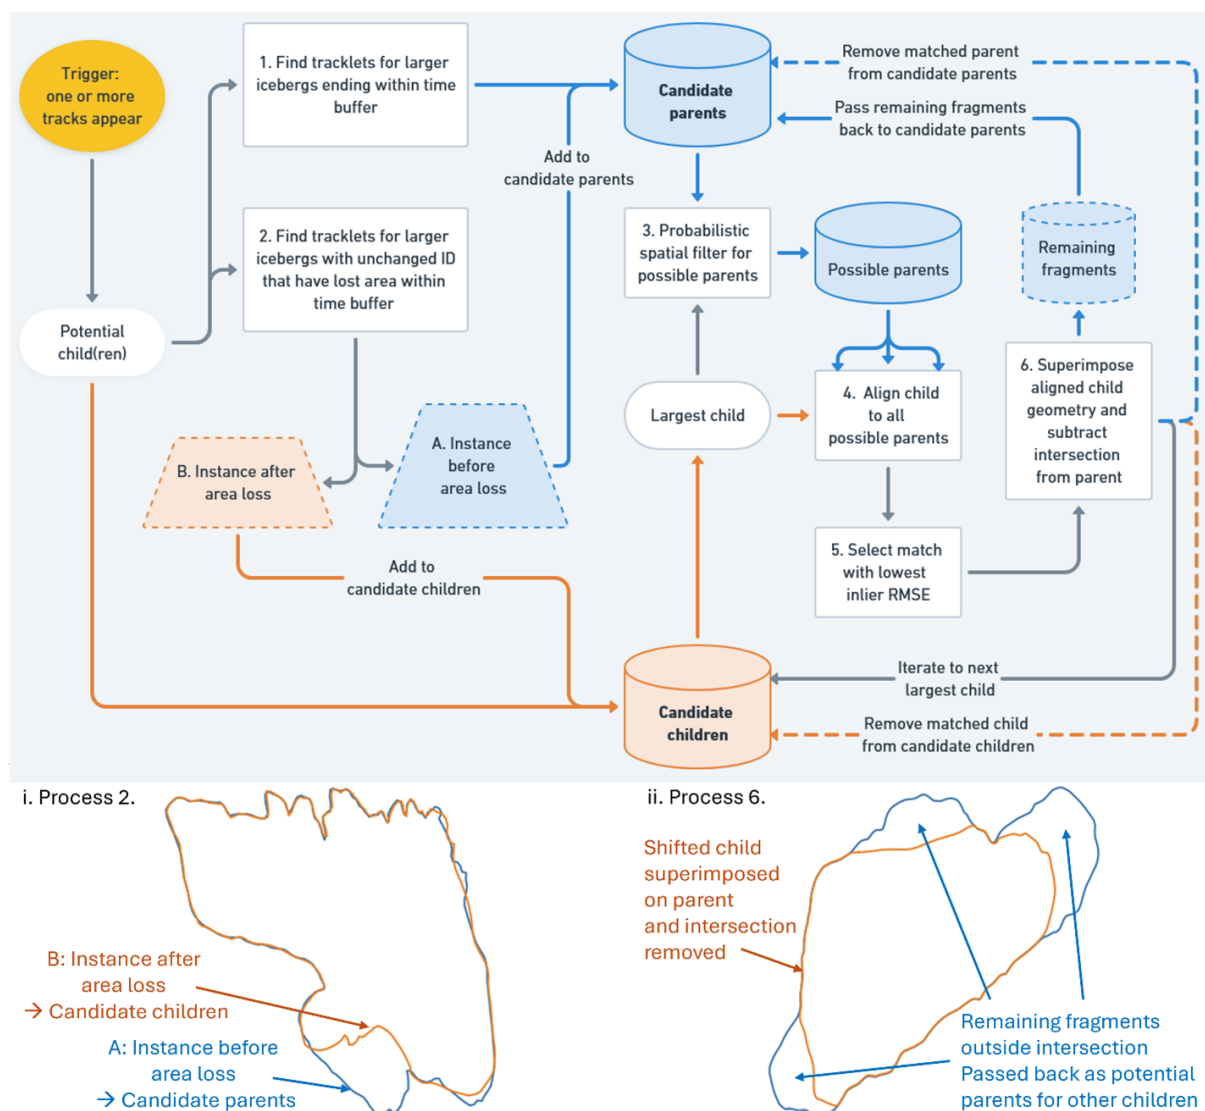 Trigger:
one or more
tracks appear
1. Find tracklets for larger
icebergs ending within time
buffer
Candidate
parents
Remove matched parent
from candidate parents
Pass remaining fragments
back to candidate parents
Add to
candidate parents
2. Find tracklets for larger
icebergs with unchanged ID
that have lost area within
time buffer
3. Probabilistic
spatial filter for
possible parents
Possible parents
Remaining
fragments
Potential
child(ren)
Largest child
4. Align child
to all
possible parents
6. Superimpose
aligned child
geometry and
subtract
intersection
from parent
B. Instance after
area loss
A. Instance
before
area loss
5. Select match
with lowest
inlier RMSE
Add to
candidate children
Iterate to next
largest child
Candidate
children
Remove matched child
from candidate children
i. Process 2.
B: Instance after
area loss
→ Candidate children
A: Instance before
area loss
→ Candidate parents
ii. Process 6.
Shifted child
superimposed
on parent
and intersection
removed
Remaining fragments
outside intersection
Passed back as potential
parents for other children